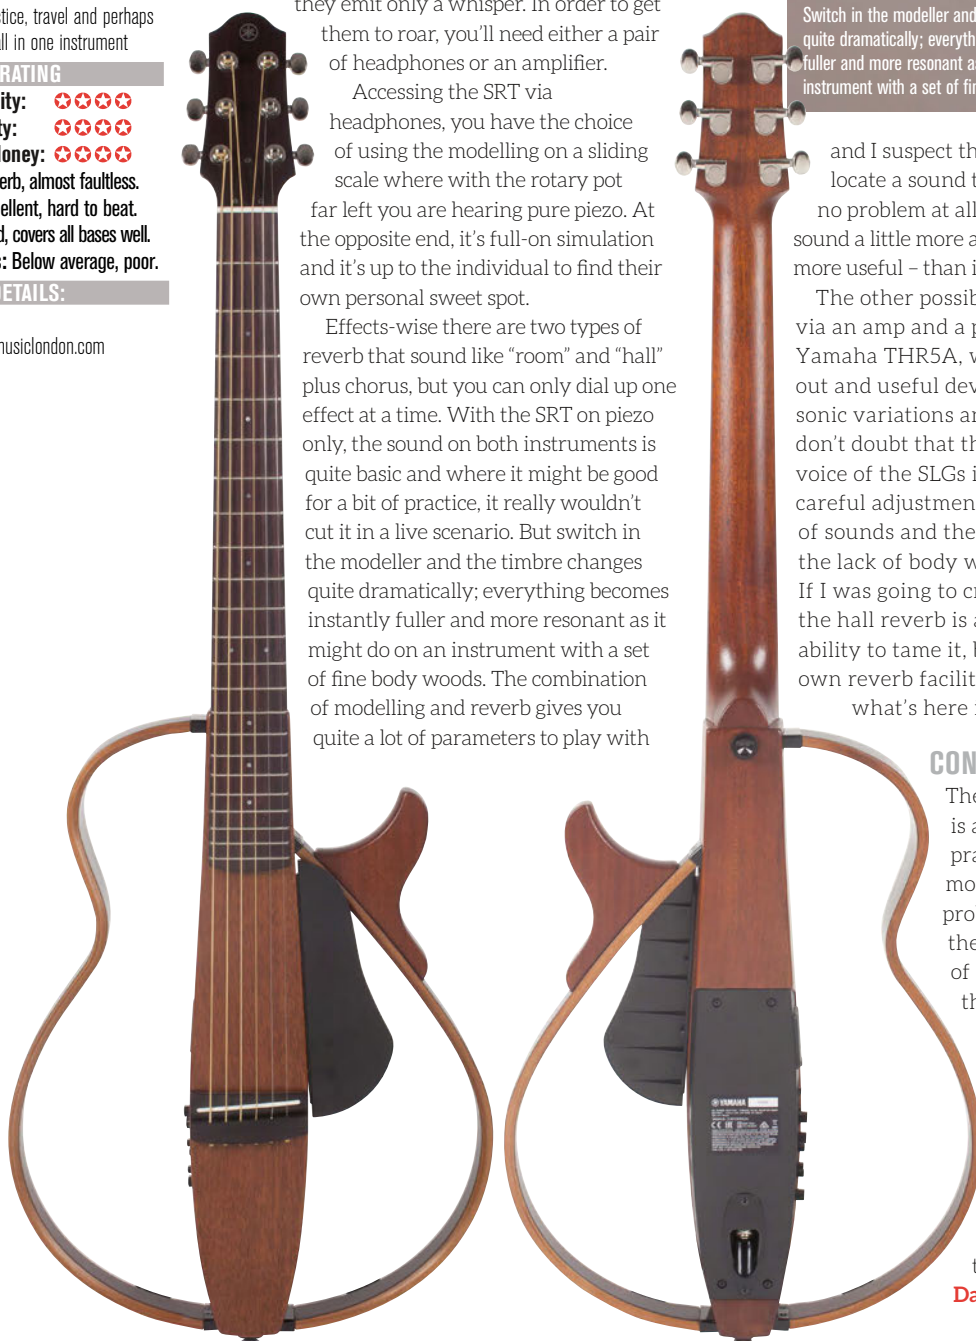 stice, travel and perhaps
all in one instrument
RATING
ity:
ty:
Money:
erb, almost faultless.
ellent, hard to beat.
d, covers all bases well.
s: Below average, poor.
DETAILS:
musiclondon.com
they emit only a whisper. In order to get
them to roar, you’ll need either a pair
of headphones or an amplifier.
Accessing the SRT via
headphones, you have the choice
of using the modelling on a sliding
scale where with the rotary pot
far left you are hearing pure piezo. At
the opposite end, it’s full-on simulation
and it’s up to the individual to find their
own personal sweet spot.
Effects-wise there are two types of
reverb that sound like “room” and “hall”
plus chorus, but you can only dial up one
effect at a time. With the SRT on piezo
only, the sound on both instruments is
quite basic and where it might be good
for a bit of practice, it really wouldn’t
cut it in a live scenario. But switch in
the modeller and the timbre changes
quite dramatically; everything becomes
instantly fuller and more resonant as it
might do on an instrument with a set
of fine body woods. The combination
of modelling and reverb gives you
quite a lot of parameters to play with
Switch in the modeller and
quite dramatically; everyth
fuller and more resonant as
instrument with a set of fin
and I suspect th
locate a sound t
no problem at all
sound a little more a
more useful – than i
The other possib
via an amp and a p
Yamaha THR5A, w
out and useful dev
sonic variations an
don’t doubt that th
voice of the SLGs i
careful adjustmen
of sounds and the
the lack of body w
If I was going to cr
the hall reverb is a
ability to tame it, b
own reverb facilit
what’s here i
CON
The
is a
pra
mo
pro
the
of
th
t
Da
YAMAHA